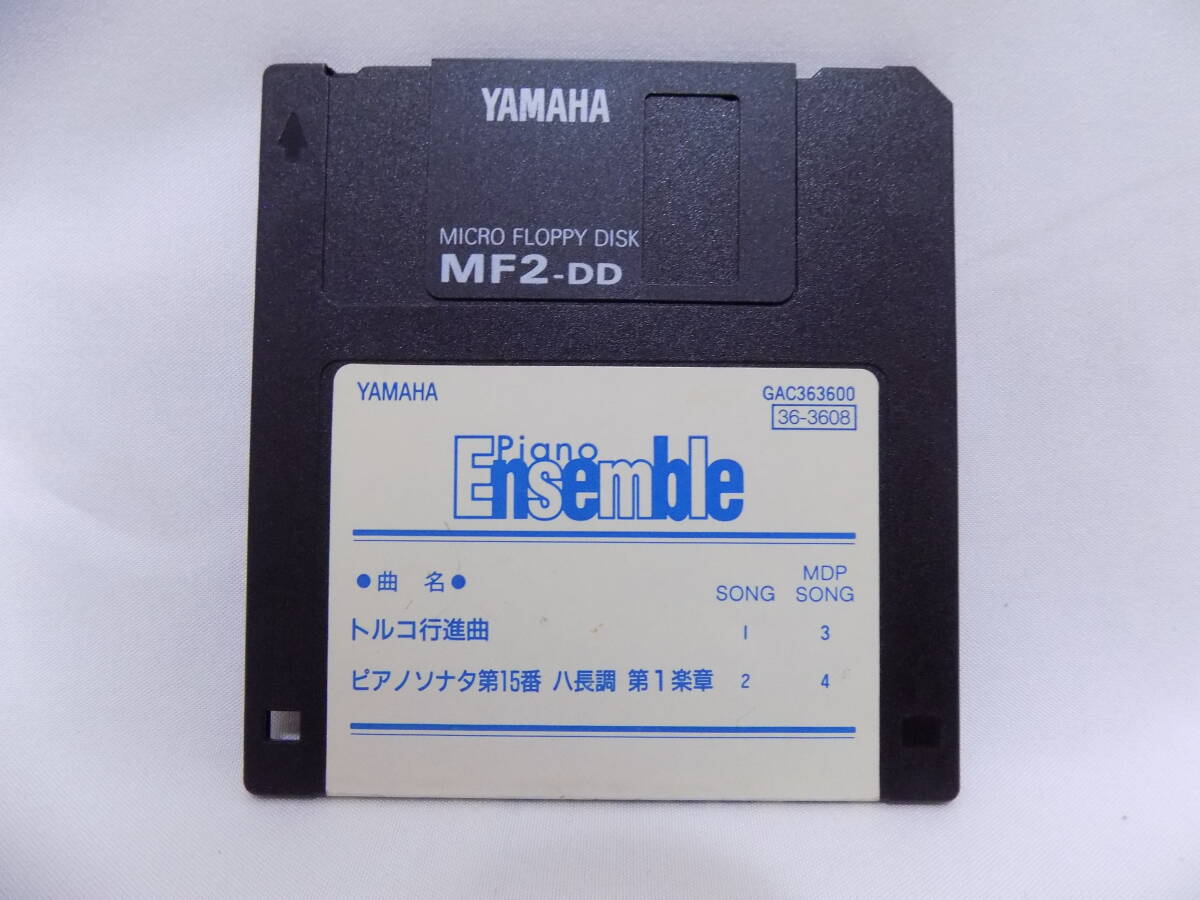 YAMAHA
MICRO FLOPPY DISK
MF2-DD
YAMAHA
GAC363600
36-3608
Piano
Ensemble
●曲 名● SONG MDP SONG
トルコ行進曲 1 3
ピアノソナタ第15番 ハ長調 第1楽章 2 4